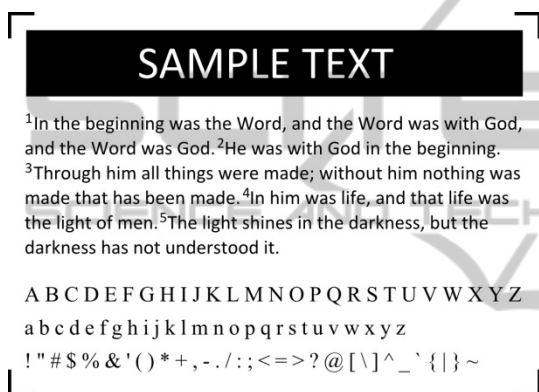 SAMPLE TEXT
¹In the beginning was the Word, and the Word was with God,
and the Word was God.²He was with God in the beginning.
³Through him all things were made; without him nothing was
made that has been made.⁴In him was life, and that life was
the light of men.⁵The light shines in the darkness, but the
darkness has not understood it.
A B C D E F G H I J K L M N O P Q R S T U V W X Y Z
a b c d e f g h i j k l m n o p q r s t u v w x y z
! " # $ % & ' ( ) * + , - . / : ; < = > ? @ [ \ ] ^ _ ` { | } ~